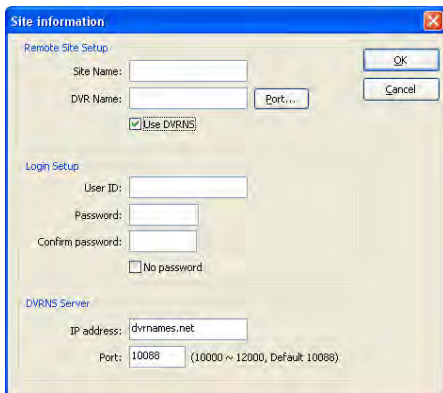 Site information
Remote Site Setup
Site Name:
DVR Name:
Port...
Use DVRNS
OK
Cancel
Login Setup
User ID:
Password:
Confirm password:
No password
DVRNS Server
IP address: dvrnames.net
Port: 10088 (10000 ~ 12000, Default 10088)